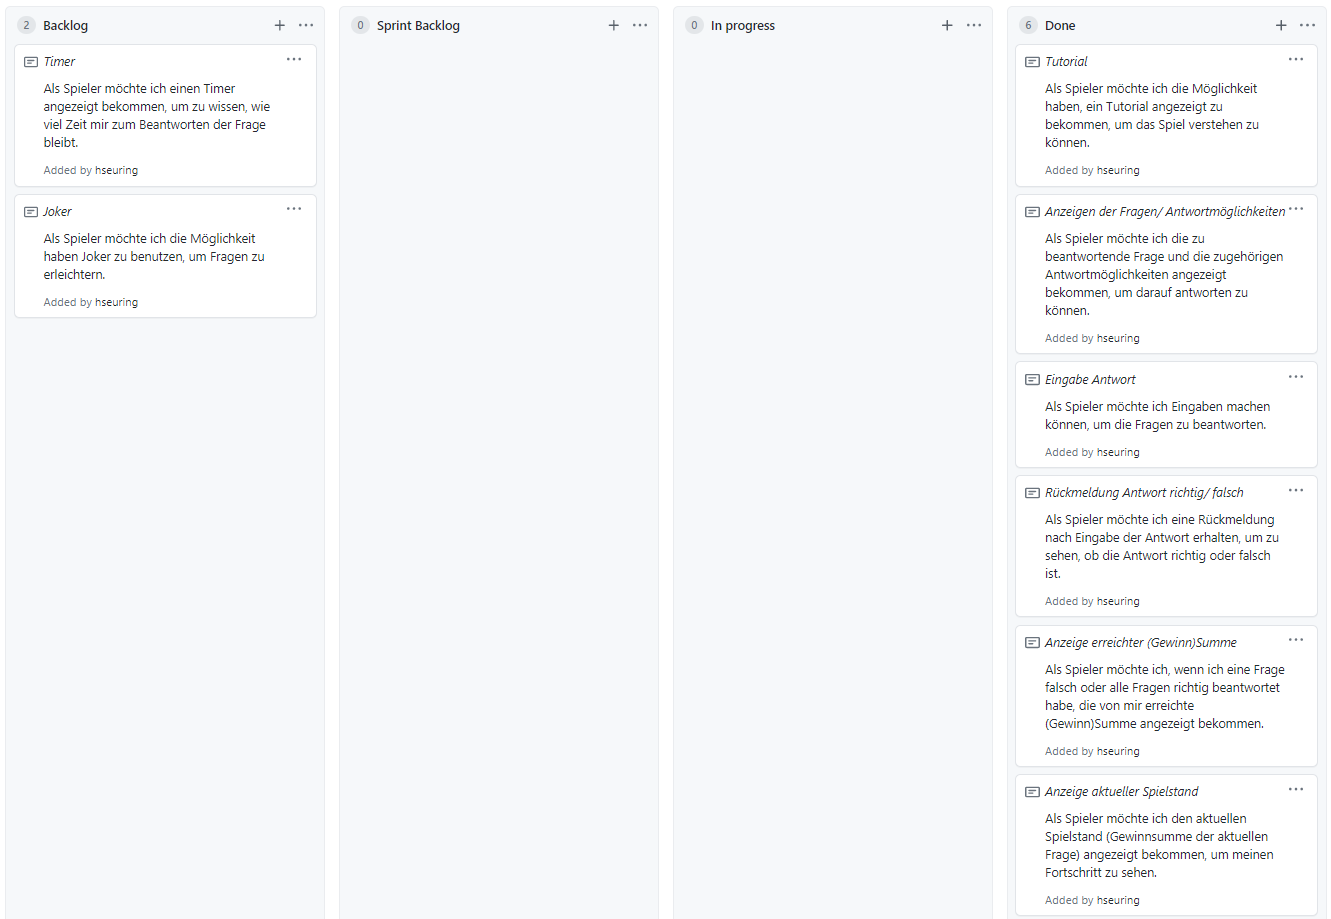 2 Backlog
Timer
Als Spieler möchte ich einen Timer
angezeigt bekommen, um zu wissen, wie
viel Zeit mir zum Beantworten der Frage
bleibt.
Added by hseuring
Joker
Als Spieler möchte ich die Möglichkeit
haben Joker zu benutzen, um Fragen zu
erleichtern.
Added by hseuring
0 Sprint Backlog
0 In progress
6 Done
Tutorial
Als Spieler möchte ich die Möglichkeit
haben, ein Tutorial angezeigt zu
bekommen, um das Spiel verstehen zu
können.
Added by hseuring
Anzeigen der Fragen/ Antwortmöglichkeiten
Als Spieler möchte ich die zu
beantwortende Frage und die zugehörigen
Antwortmöglichkeiten angezeigt
bekommen, um darauf antworten zu
können.
Added by hseuring
Eingabe Antwort
Als Spieler möchte ich Eingaben machen
können, um die Fragen zu beantworten.
Added by hseuring
Rückmeldung Antwort richtig/ falsch
Als Spieler möchte ich eine Rückmeldung
nach Eingabe der Antwort erhalten, um zu
sehen, ob die Antwort richtig oder falsch
ist.
Added by hseuring
Anzeige erreichter (Gewinn)Summe
Als Spieler möchte ich, wenn ich eine Frage
falsch oder alle Fragen richtig beantwortet
habe, die von mir erreichte
(Gewinn)Summe angezeigt bekommen.
Added by hseuring
Anzeige aktueller Spielstand
Als Spieler möchte ich den aktuellen
Spielstand (Gewinnsumme der aktuellen
Frage) angezeigt bekommen, um meinen
Fortschritt zu sehen.
Added by hseuring